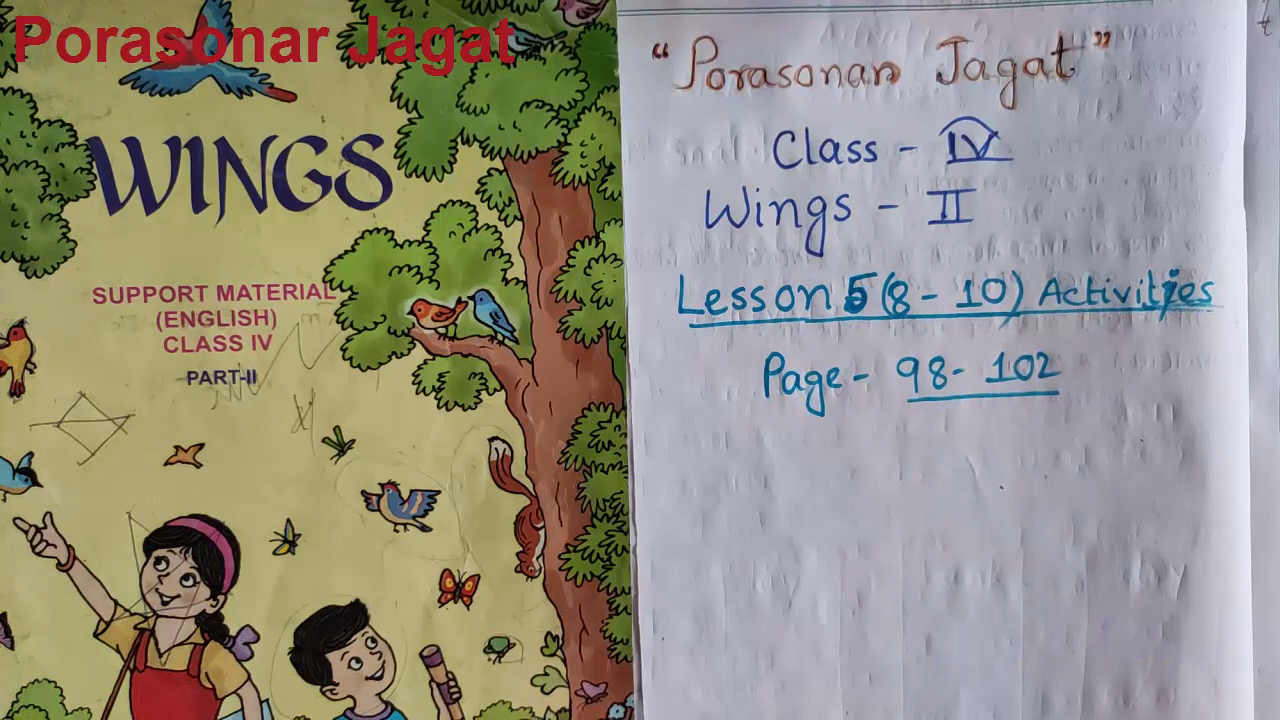 Porasonar Jagat
WINGS
SUPPORT MATERIAL
(ENGLISH)
CLASS IV
PART-II
“Porasonar Jagat”
Class - IV
Wings - II
Lesson 5 (8 - 10) Activities
Page - 98 - 102